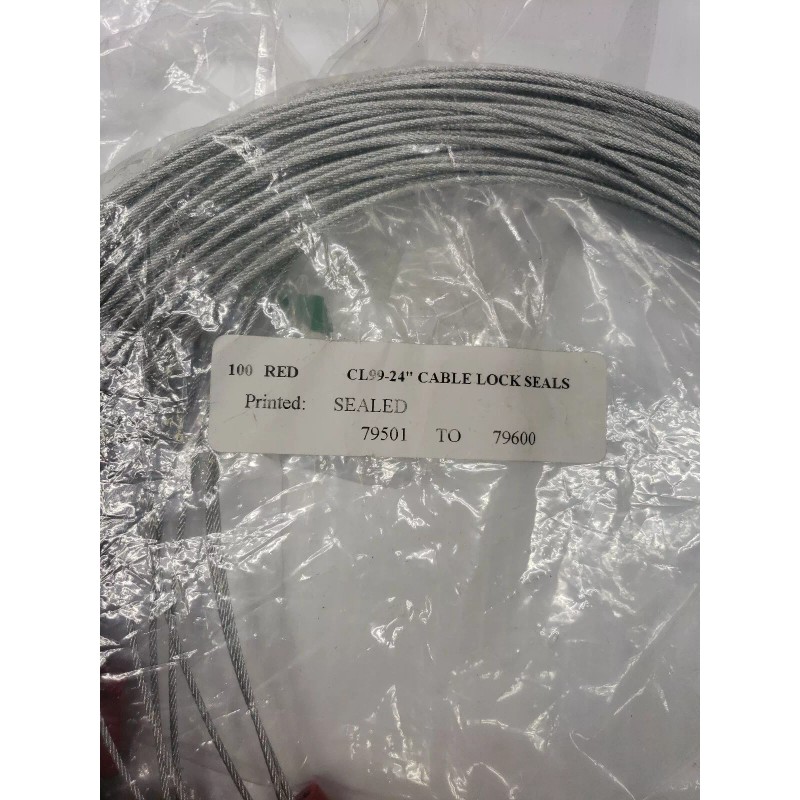 100 RED CL99-24" CABLE LOCK SEALS
Printed: SEALED
79501 TO 79600